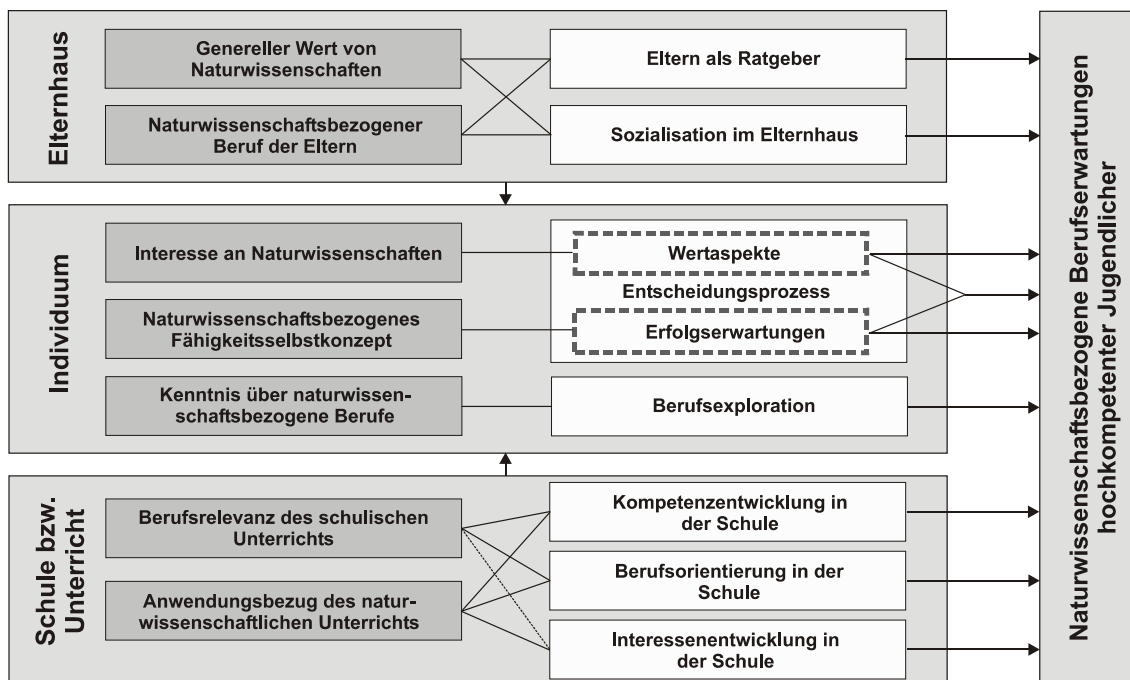 Elternhaus
Genereller Wert von
Naturwissenschaften
Eltern als Ratgeber
Naturwissenschaftsbezogener
Beruf der Eltern
Sozialisation im Elternhaus
Individuum
Interesse an Naturwissenschaften
Wertaspekte
Entscheidungsprozess
Naturwissenschaftsbezogenes
Fähigkeitsselbstkonzept
Erfolgserwartungen
Kenntnis über naturwissen-
schaftsbezogene Berufe
Berufsexploration
Schule bzw.
Unterricht
Berufsrelevanz des schulischen
Unterrichts
Kompetenzentwicklung in
der Schule
Berufsorientierung in der
Schule
Anwendungsbezug des natur-
wissenschaftlichen Unterrichts
Interessenentwicklung in
der Schule
Naturwissenschaftsbezogene Berufserwartungen
hochkompetenter Jugendlicher